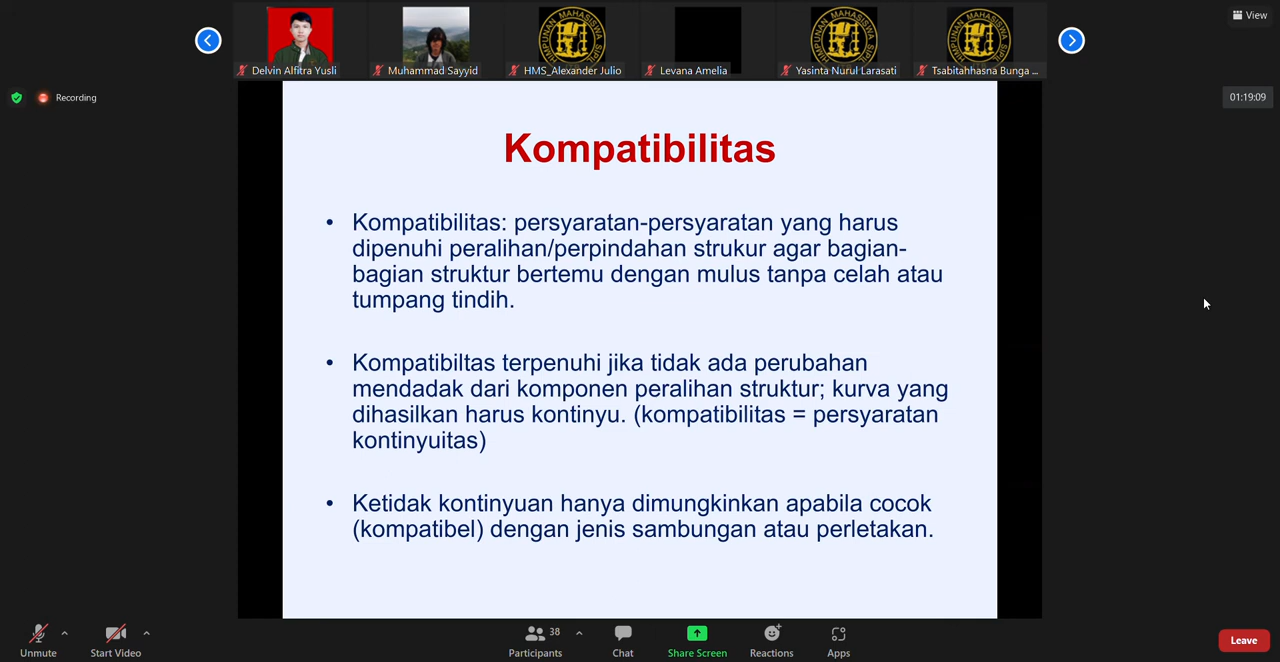 View
Delvin Alfitra Yusli
Muhammad Sayyid
HMS_Alexander Julio
Levana Amelia
Yasinta Nurul Larasati
Tsabitahhasna Bunga ...
Recording
01:19:09
Kompatibilitas
• Kompatibilitas: persyaratan-persyaratan yang harus
dipenuhi peralihan/perpindahan strukur agar bagian-
bagian struktur bertemu dengan mulus tanpa celah atau
tumpang tindih.
• Kompatibiltas terpenuhi jika tidak ada perubahan
mendadak dari komponen peralihan struktur; kurva yang
dihasilkan harus kontinyu. (kompatibilitas = persyaratan
kontinyuitas)
• Ketidak kontinyuan hanya dimungkinkan apabila cocok
(kompatibel) dengan jenis sambungan atau perletakan.
Unmute
Start Video
38
Participants
Chat
Share Screen
Reactions
Apps
Leave